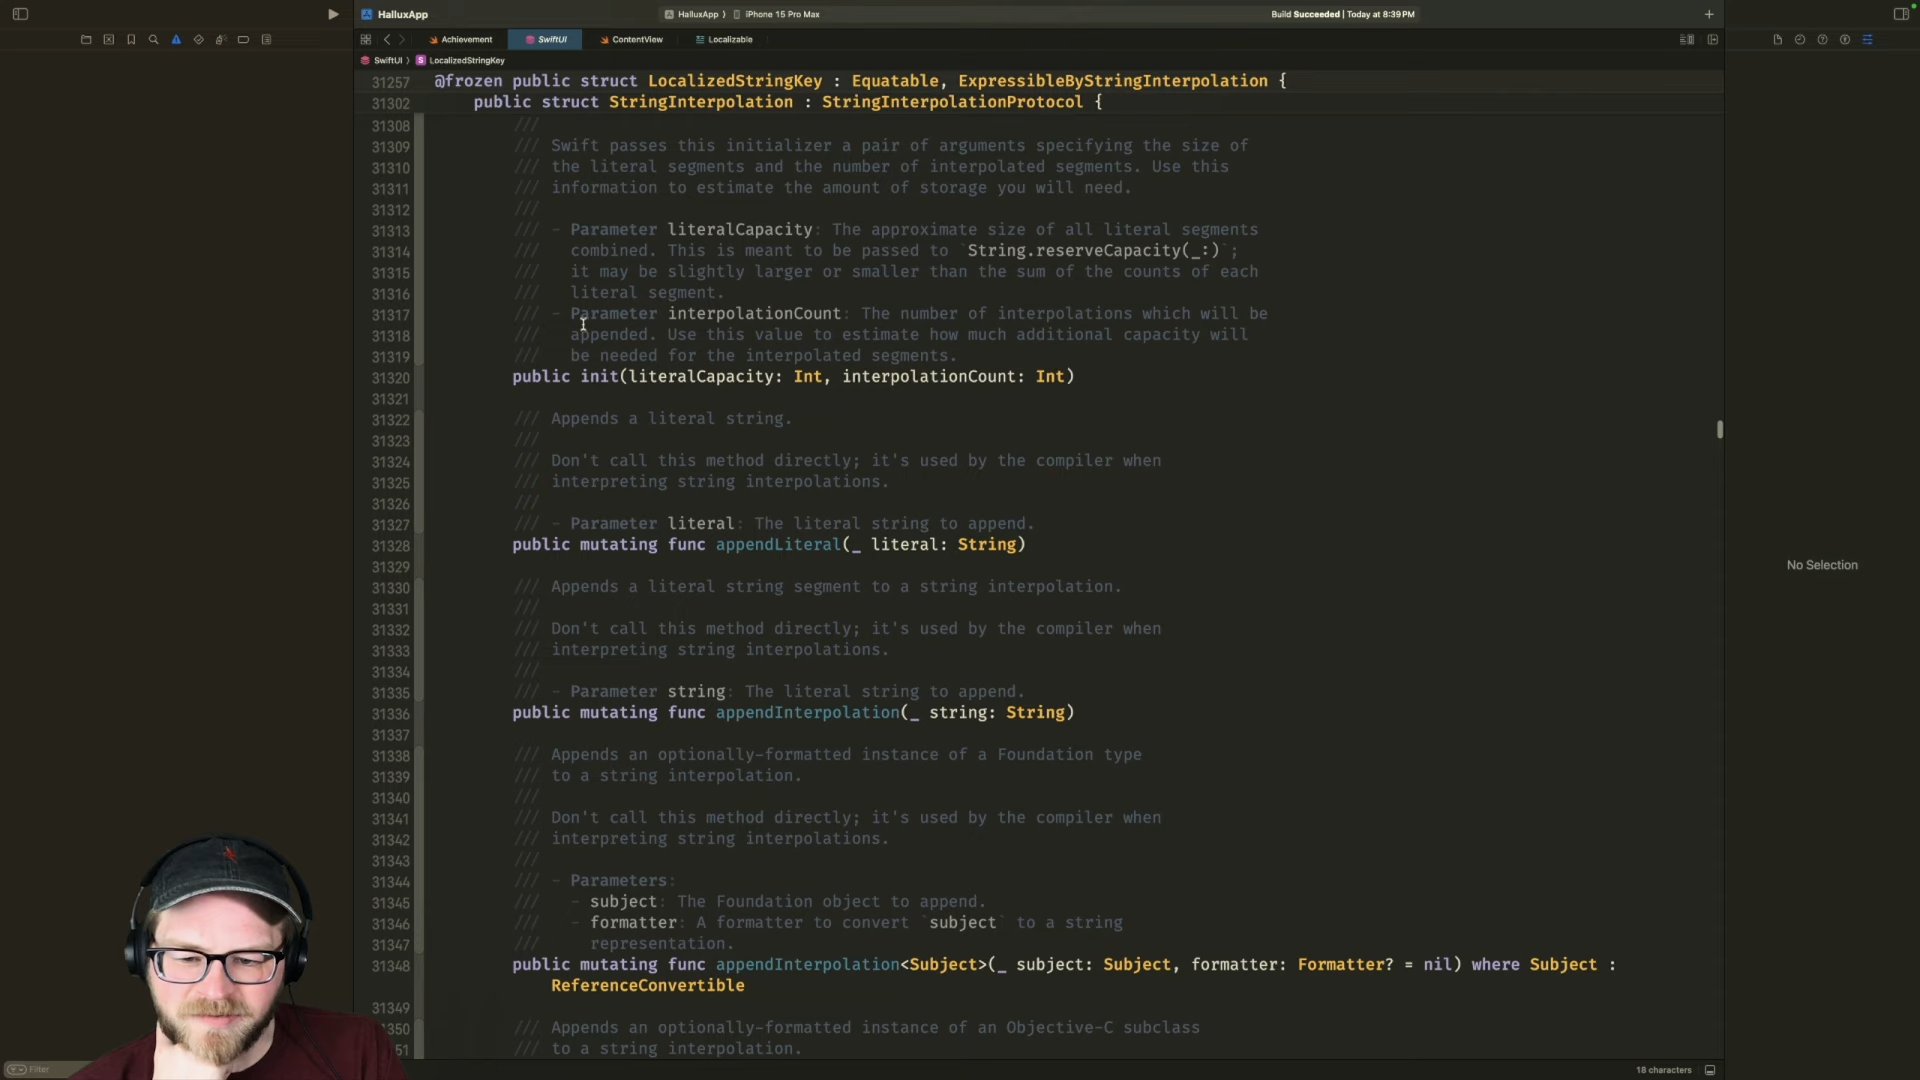 HalluxApp
HalluxApp ⟩ iPhone 15 Pro Max
Build Succeeded | Today at 8:39 PM
Achievement
SwiftUI
ContentView
Localizable
SwiftUI ⟩ S LocalizedStringKey
31257 @frozen public struct LocalizedStringKey : Equatable, ExpressibleByStringInterpolation {
31302 public struct StringInterpolation : StringInterpolationProtocol {
31308 ///
31309 /// Swift passes this initializer a pair of arguments specifying the size of
31310 /// the literal segments and the number of interpolated segments. Use this
31311 /// information to estimate the amount of storage you will need.
31312 ///
31313 /// - Parameter literalCapacity: The approximate size of all literal segments
31314 /// combined. This is meant to be passed to `String.reserveCapacity(_:)`;
31315 /// it may be slightly larger or smaller than the sum of the counts of each
31316 /// literal segment.
31317 /// - Parameter interpolationCount: The number of interpolations which will be
31318 /// appended. Use this value to estimate how much additional capacity will
31319 /// be needed for the interpolated segments.
31320 public init(literalCapacity: Int, interpolationCount: Int)
31321
31322 /// Appends a literal string.
31323 ///
31324 /// Don't call this method directly; it's used by the compiler when
31325 /// interpreting string interpolations.
31326 ///
31327 /// - Parameter literal: The literal string to append.
31328 public mutating func appendLiteral(_ literal: String)
31329
31330 /// Appends a literal string segment to a string interpolation.
31331 ///
31332 /// Don't call this method directly; it's used by the compiler when
31333 /// interpreting string interpolations.
31334 ///
31335 /// - Parameter string: The literal string to append.
31336 public mutating func appendInterpolation(_ string: String)
31337
31338 /// Appends an optionally-formatted instance of a Foundation type
31339 /// to a string interpolation.
31340 ///
31341 /// Don't call this method directly; it's used by the compiler when
31342 /// interpreting string interpolations.
31343 ///
31344 /// - Parameters:
31345 /// - subject: The Foundation object to append.
31346 /// - formatter: A formatter to convert `subject` to a string
31347 /// representation.
31348 public mutating func appendInterpolation<Subject>(_ subject: Subject, formatter: Formatter? = nil) where Subject :
ReferenceConvertible
31349
350 /// Appends an optionally-formatted instance of an Objective-C subclass
51 /// to a string interpolation.
No Selection
Filter
18 characters